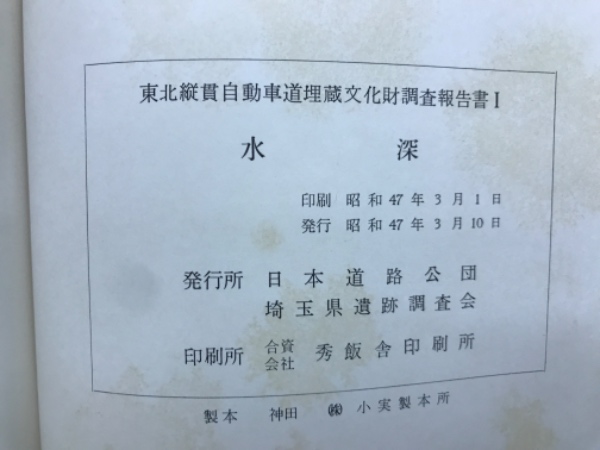 東北縦貫自動車道埋蔵文化財調査報告書Ⅰ
水深
印刷 昭和47年3月1日
発行 昭和47年3月10日
発行所 日本道路公団
埼玉県遺跡調査会
印刷所 合資会社 秀飯舎印刷所
製本 神田 ㈱ 小実製本所